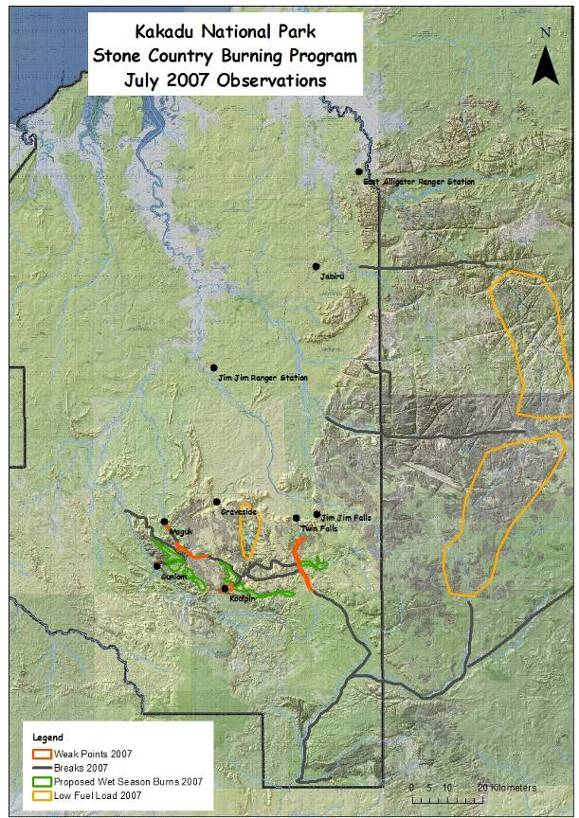 Kakadu National Park
Stone Country Burning Program
July 2007 Observations
N
East Alligator Ranger Station
Jabiru
Jim Jim Ranger Station
Graveside
Jim Jim Falls
Twin Falls
Maguk
Gunlom
Koolpin
Legend
Weak Points 2007
Breaks 2007
Proposed Wet Season Burns 2007
Low Fuel Load 2007
0 5 10 20 Kilometers